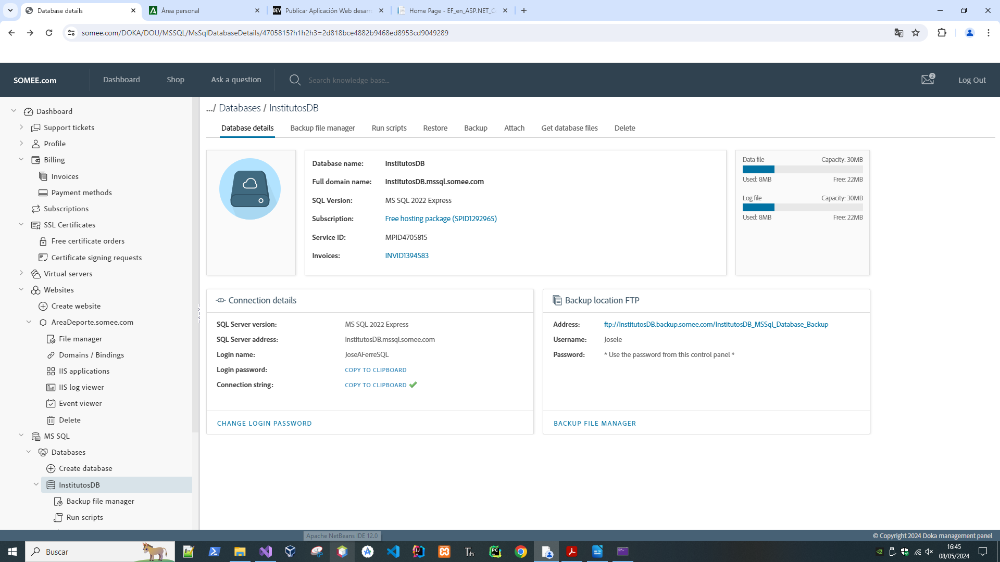 Database details
Área personal
Publicar Aplicación Web desarr
Home Page - EF_en_ASP.NET_C
somee.com/DOKA/DOU/MSSQL/MsSqlDatabaseDetails/4705815?h1h2h3=2d818bce4882b9468ed8953cd9049289
SOMEE.com
Dashboard
Shop
Ask a question
Search knowledge base...
2
Log Out
Dashboard
Support tickets
Profile
Billing
Invoices
Payment methods
Subscriptions
SSL Certificates
Free certificate orders
Certificate signing requests
Virtual servers
Websites
Create website
AreaDeporte.somee.com
File manager
Domains / Bindings
IIS applications
IIS log viewer
Event viewer
Delete
MS SQL
Databases
Create database
InstitutosDB
Backup file manager
Run scripts
.../ Databases / InstitutosDB
Database details
Backup file manager
Run scripts
Restore
Backup
Attach
Get database files
Delete
Database name: InstitutosDB
Full domain name: InstitutosDB.mssql.somee.com
SQL Version: MS SQL 2022 Express
Subscription: Free hosting package (SPID1292965)
Service ID: MPID4705815
Invoices: INVID1394583
Data file Capacity: 30MB
Used: 8MB Free: 22MB
Log file Capacity: 30MB
Used: 8MB Free: 22MB
Connection details
SQL Server version: MS SQL 2022 Express
SQL Server address: InstitutosDB.mssql.somee.com
Login name: JoseAFerreSQL
Login password: COPY TO CLIPBOARD
Connection string: COPY TO CLIPBOARD
CHANGE LOGIN PASSWORD
Backup location FTP
Address: ftp://InstitutosDB.backup.somee.com/InstitutosDB_MSSql_Database_Backup
Username: Josele
Password: * Use the password from this control panel *
BACKUP FILE MANAGER
Apache NetBeans IDE 12.0
© Copyright 2024 Doka management panel
Buscar
16:45
08/05/2024